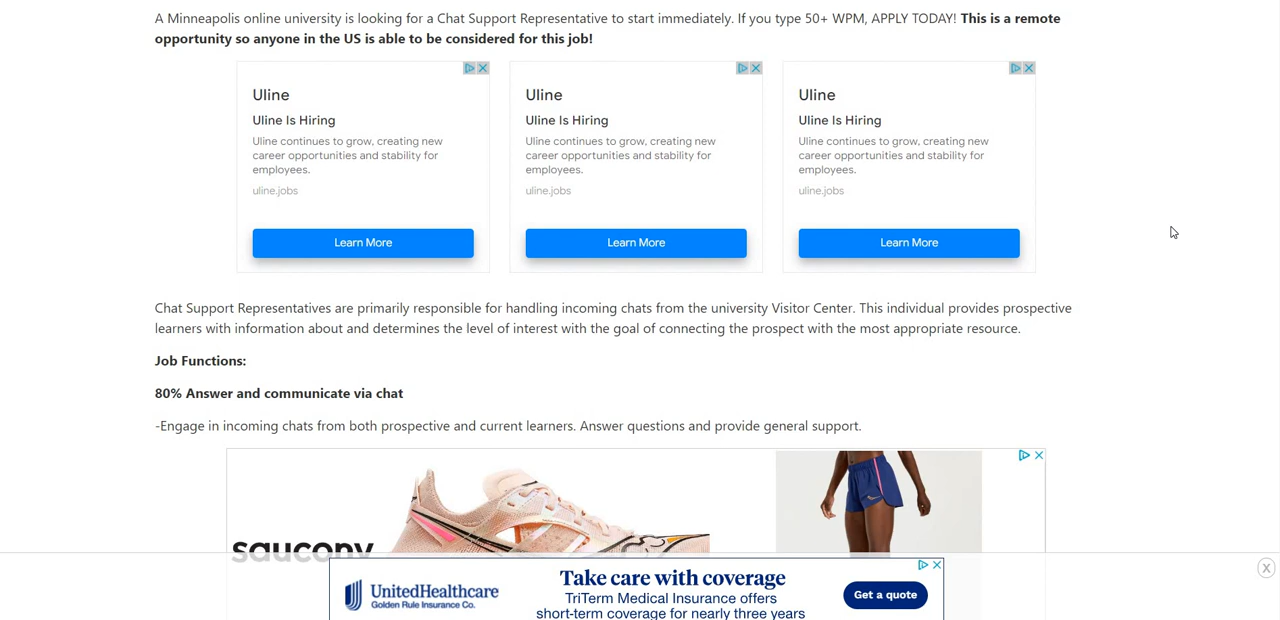 A Minneapolis online university is looking for a Chat Support Representative to start immediately. If you type 50+ WPM, APPLY TODAY! This is a remote
opportunity so anyone in the US is able to be considered for this job!
Uline
Uline Is Hiring
Uline continues to grow, creating new
career opportunities and stability for
employees.
uline.jobs
Learn More
Uline
Uline Is Hiring
Uline continues to grow, creating new
career opportunities and stability for
employees.
uline.jobs
Learn More
Uline
Uline Is Hiring
Uline continues to grow, creating new
career opportunities and stability for
employees.
uline.jobs
Learn More
Chat Support Representatives are primarily responsible for handling incoming chats from the university Visitor Center. This individual provides prospective
learners with information about and determines the level of interest with the goal of connecting the prospect with the most appropriate resource.
Job Functions:
80% Answer and communicate via chat
-Engage in incoming chats from both prospective and current learners. Answer questions and provide general support.
saucony
UnitedHealthcare
Golden Rule Insurance Co.
Take care with coverage
TriTerm Medical Insurance offers
short-term coverage for nearly three years
Get a quote
X